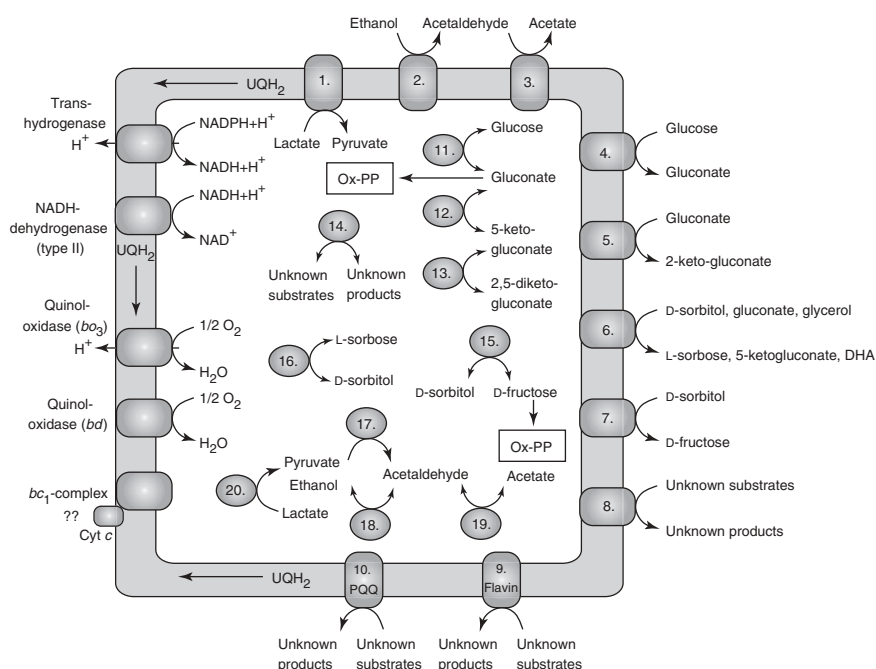 Ethanol Acetaldehyde Acetate
1.
2.
3.
UQH2
Lactate Pyruvate
Trans-
hydrogenase
H+
NADPH+H+
NADH+H+
NADH-
dehydrogenase
(type II)
NADH+H+
NAD+
UQH2
Quinol-
oxidase (bo3)
H+
1/2 O2
H2O
Quinol-
oxidase (bd)
1/2 O2
H2O
bc1-complex
??
Cyt c
11.
Glucose
Gluconate
Ox-PP
12.
5-keto-
gluconate
13.
2,5-diketo-
gluconate
14.
Unknown
substrates
Unknown
products
15.
D-sorbitol D-fructose
Ox-PP
16.
L-sorbose
D-sorbitol
17.
Pyruvate
Ethanol
Lactate
20.
Acetaldehyde
Acetate
18.
19.
4.
Glucose
Gluconate
5.
Gluconate
2-keto-gluconate
6.
D-sorbitol, gluconate, glycerol
L-sorbose, 5-ketogluconate, DHA
7.
D-sorbitol
D-fructose
8.
Unknown substrates
Unknown products
UQH2
10.
PQQ
9.
Flavin
Unknown
products
Unknown
substrates
Unknown
products
Unknown
substrates